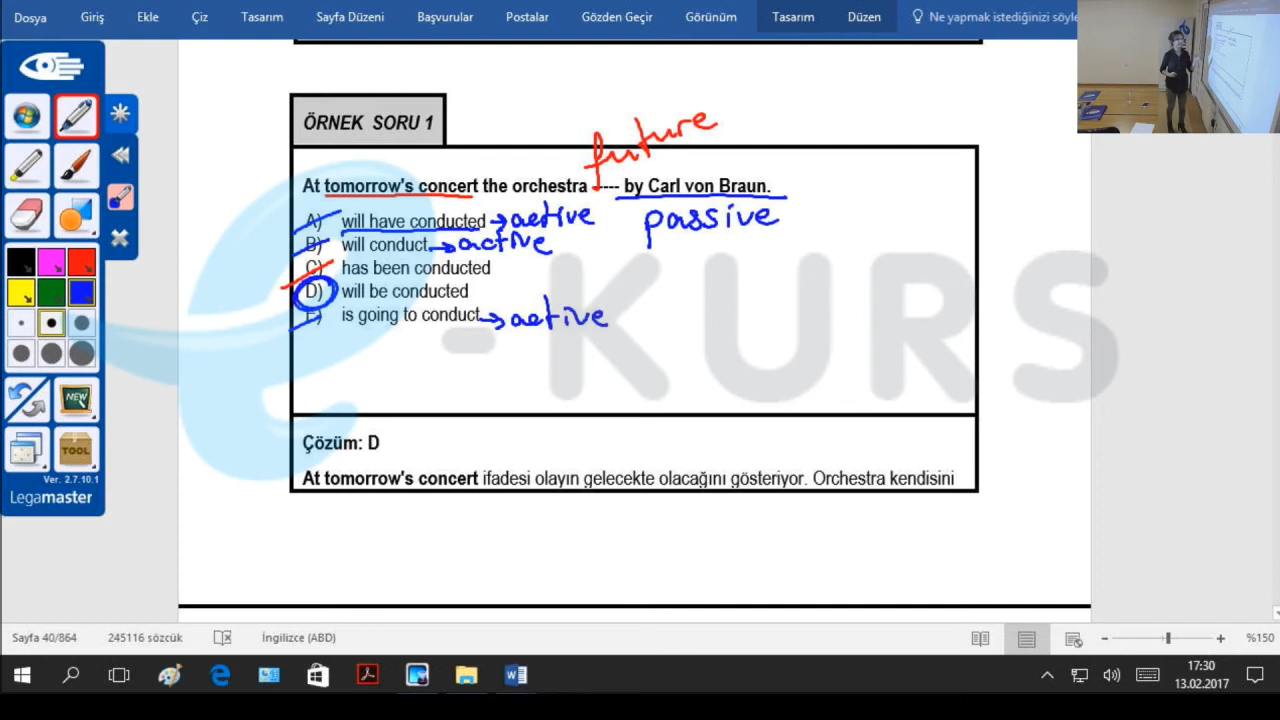 Dosya Giriş Ekle Çiz Tasarım Sayfa Düzeni Başvurular Postalar Gözden Geçir Görünüm Tasarım Düzen Ne yapmak istediğinizi söyle
ÖRNEK SORU 1
future
At tomorrow's concert the orchestra ----- by Carl von Braun.
passive
A) will have conducted → active
B) will conduct → active
C) has been conducted
D) will be conducted
E) is going to conduct → active
e-KURS
Çözüm: D
At tomorrow's concert ifadesi olayın gelecekte olacağını gösteriyor. Orchestra kendisini
NEW
TOOL
Ver. 2.7.10.1
Legamaster
Sayfa 40/864 245116 sözcük İngilizce (ABD) %150
17:30
13.02.2017